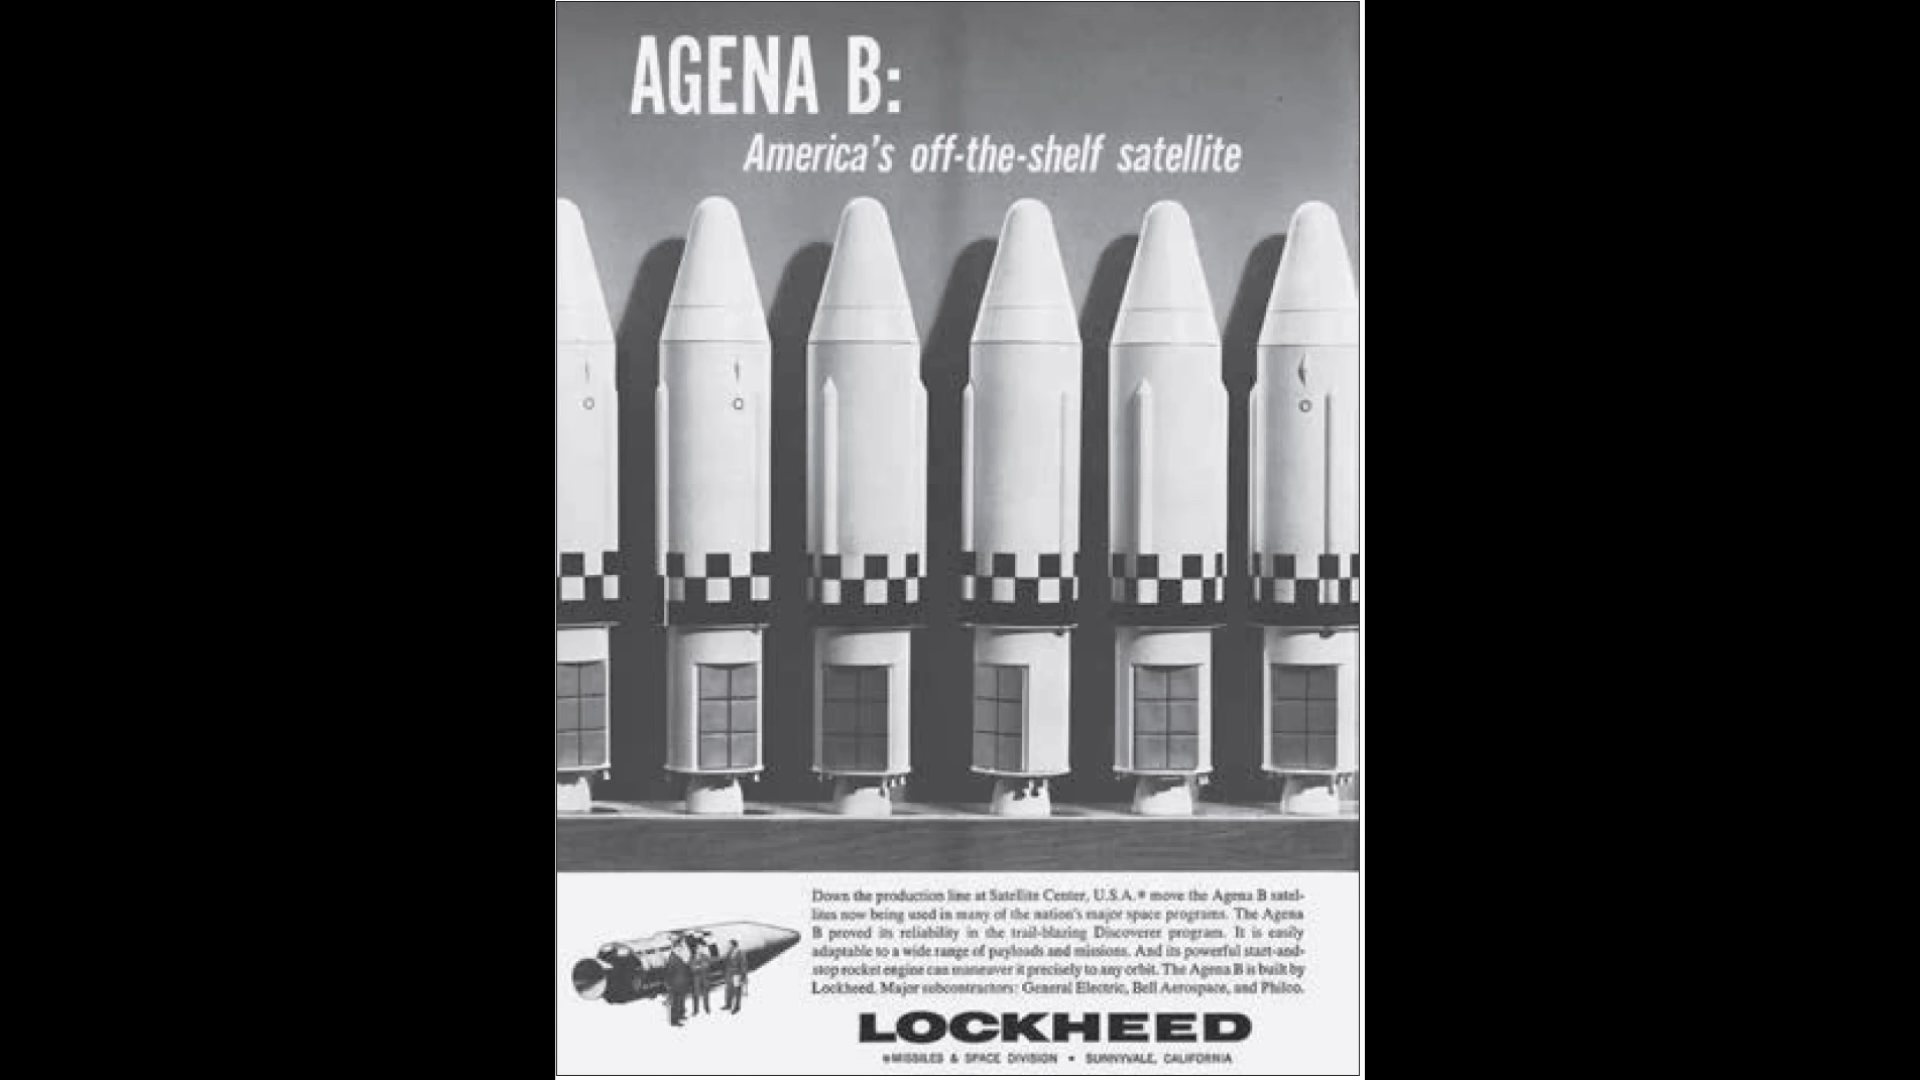 AGENA B:
America's off-the-shelf satellite
Down the production line at Satellite Center, U.S.A.* move the Agena B satel-
lites now being used in many of the nation's major space programs. The Agena
B proved its reliability in the trail-blazing Discoverer program. It is easily
adaptable to a wide range of payloads and missions. And its powerful start-and-
stop rocket engine can maneuver it precisely to any orbit. The Agena B is built by
Lockheed. Major subcontractors: General Electric, Bell Aerospace, and Philco.
LOCKHEED
*MISSILES & SPACE DIVISION • SUNNYVALE, CALIFORNIA